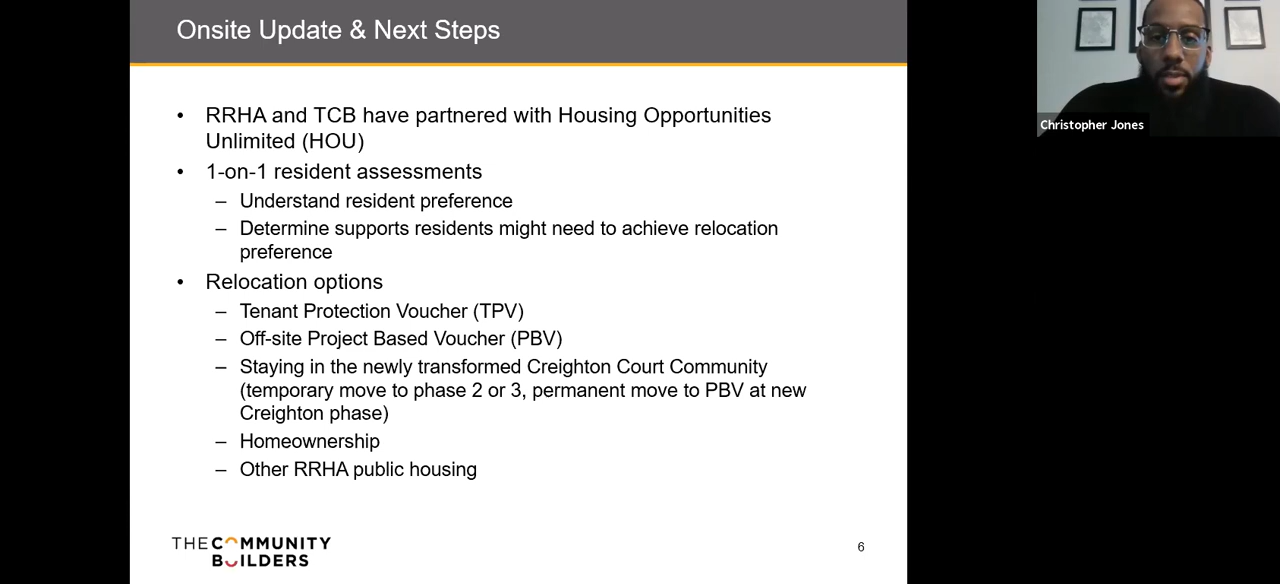 Onsite Update & Next Steps
• RRHA and TCB have partnered with Housing Opportunities
Unlimited (HOU)
• 1-on-1 resident assessments
– Understand resident preference
– Determine supports residents might need to achieve relocation
preference
• Relocation options
– Tenant Protection Voucher (TPV)
– Off-site Project Based Voucher (PBV)
– Staying in the newly transformed Creighton Court Community
(temporary move to phase 2 or 3, permanent move to PBV at new
Creighton phase)
– Homeownership
– Other RRHA public housing
THE COMMUNITY
BUILDERS
6
Christopher Jones